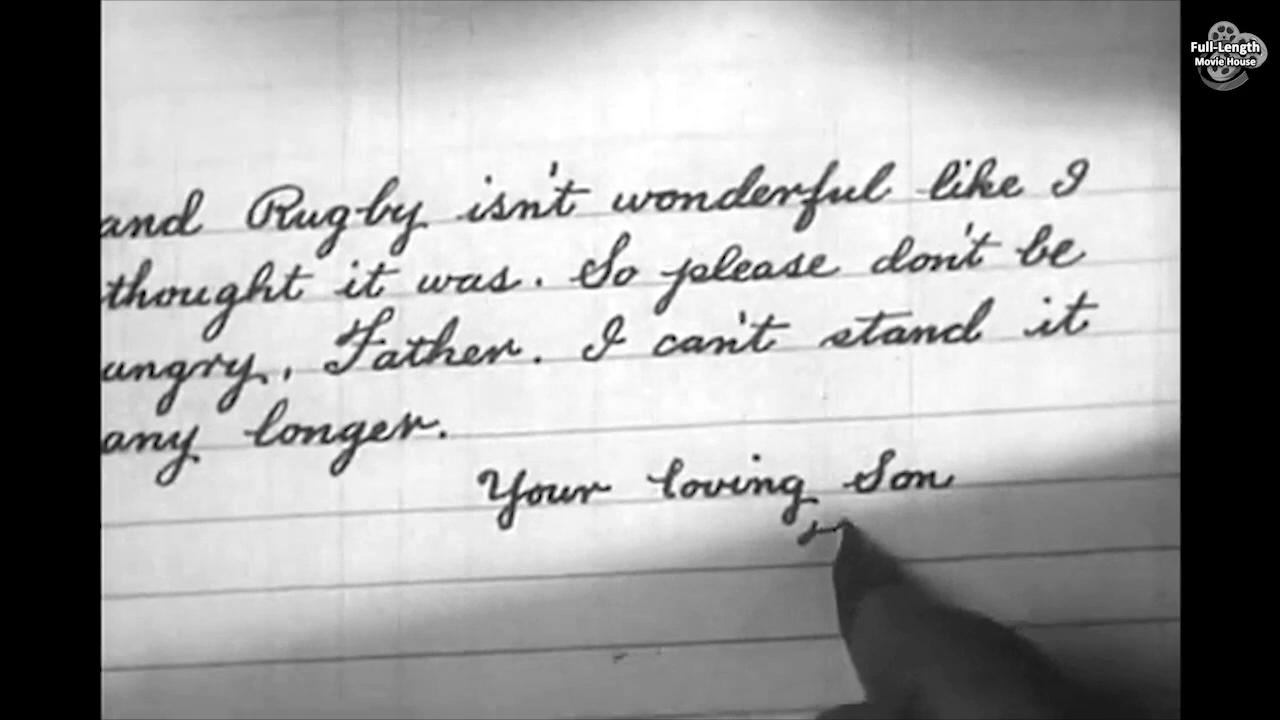 and Rugby isn't wonderful like I
thought it was. So please don't be
angry, Father. I can't stand it
any longer.
Your loving Son
Full-Length
Movie House